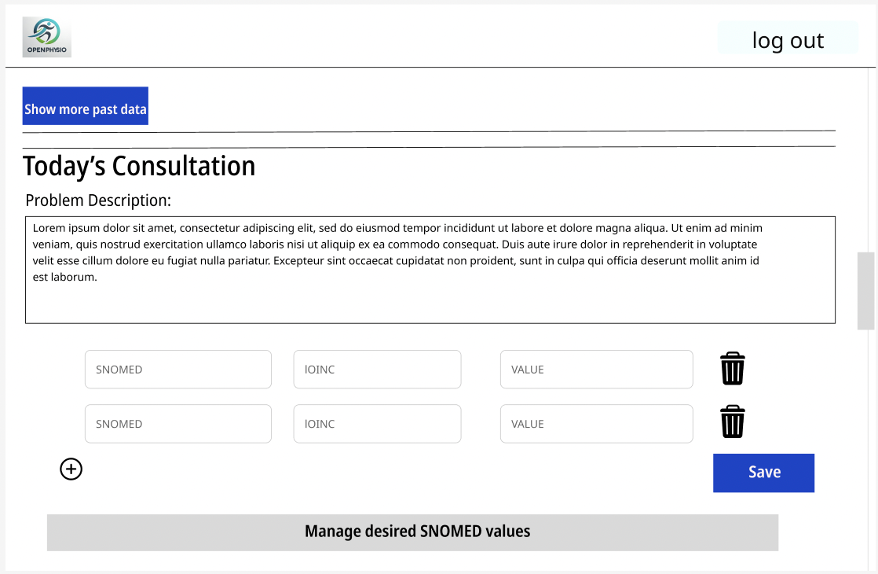 OPENPHYSIO
log out
Show more past data
Today's Consultation
Problem Description:
Lorem ipsum dolor sit amet, consectetur adipiscing elit, sed do eiusmod tempor incididunt ut labore et dolore magna aliqua. Ut enim ad minim
veniam, quis nostrud exercitation ullamco laboris nisi ut aliquip ex ea commodo consequat. Duis aute irure dolor in reprehenderit in voluptate
velit esse cillum dolore eu fugiat nulla pariatur. Excepteur sint occaecat cupidatat non proident, sunt in culpa qui officia deserunt mollit anim id
est laborum.
SNOMED IOINC VALUE
SNOMED IOINC VALUE
Save
Manage desired SNOMED values